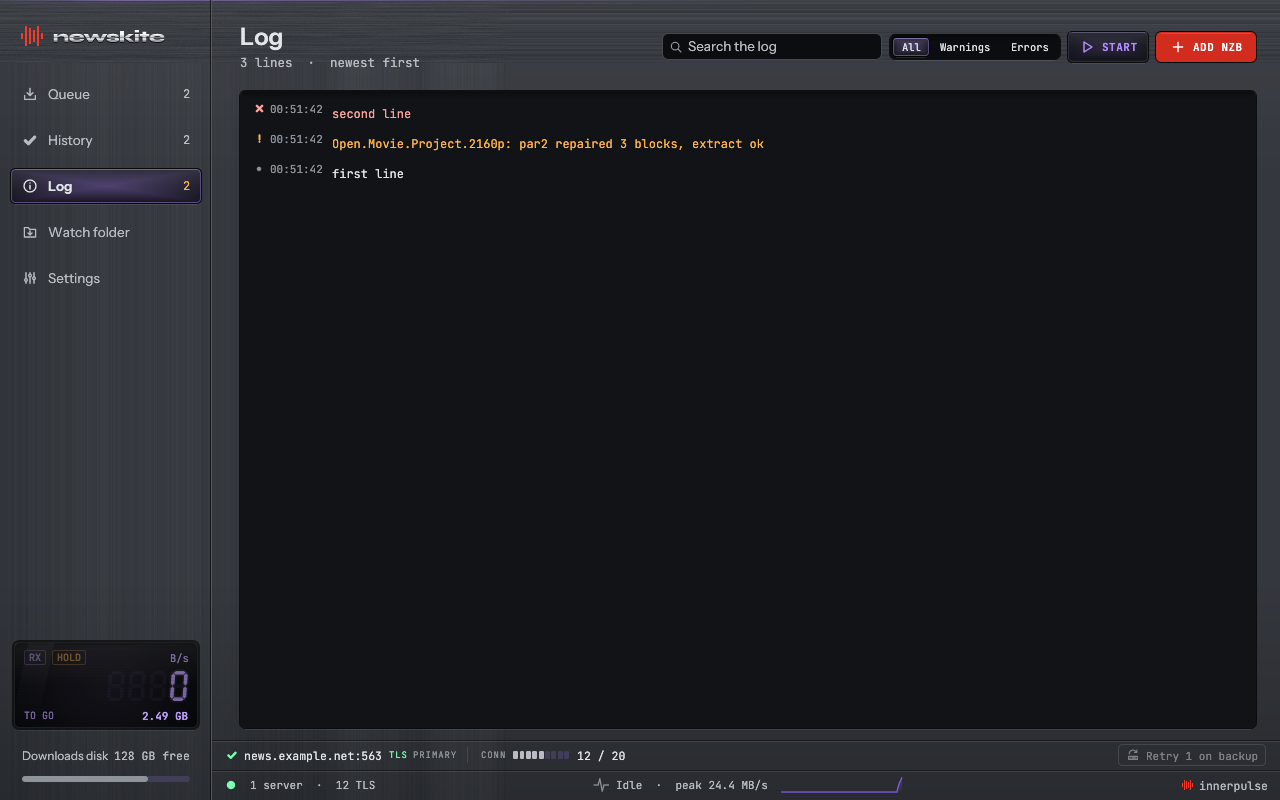 newskite
Queue 2
History 2
Log 2
Watch folder
Settings
RX HOLD B/s
0
TO GO 2.49 GB
Downloads disk 128 GB free
Log
3 lines · newest first
Search the log
All Warnings Errors
START
+ ADD NZB
00:51:42 second line
! 00:51:42 Open.Movie.Project.2160p: par2 repaired 3 blocks, extract ok
00:51:42 first line
news.example.net:563 TLS PRIMARY CONN 12 / 20
Retry 1 on backup
1 server · 12 TLS
Idle · peak 24.4 MB/s
innerpulse